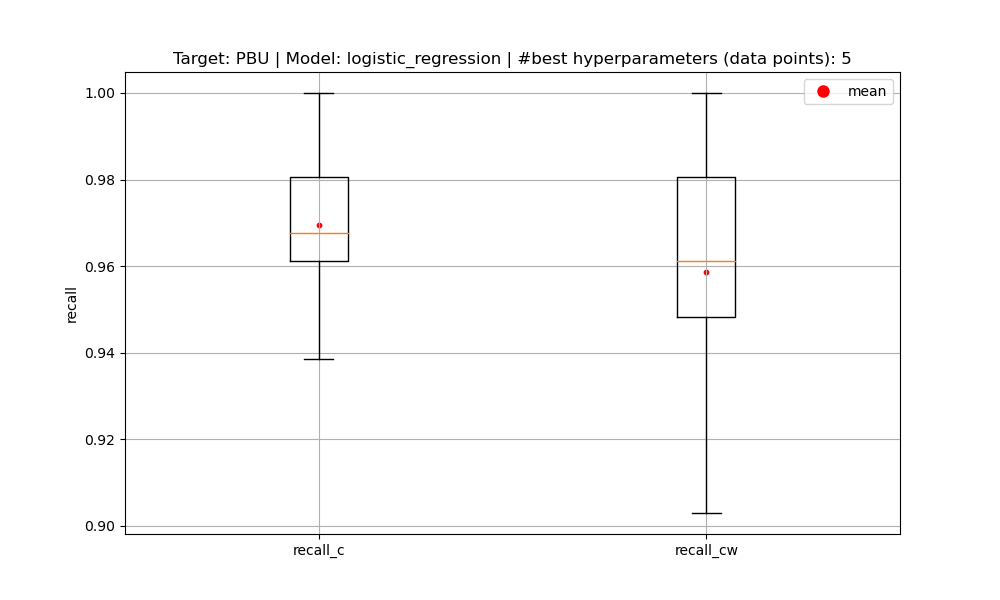 Target: PBU | Model: logistic_regression | #best hyperparameters (data points): 5
mean
1.00
0.98
0.96
0.94
0.92
0.90
recall
recall_c
recall_cw